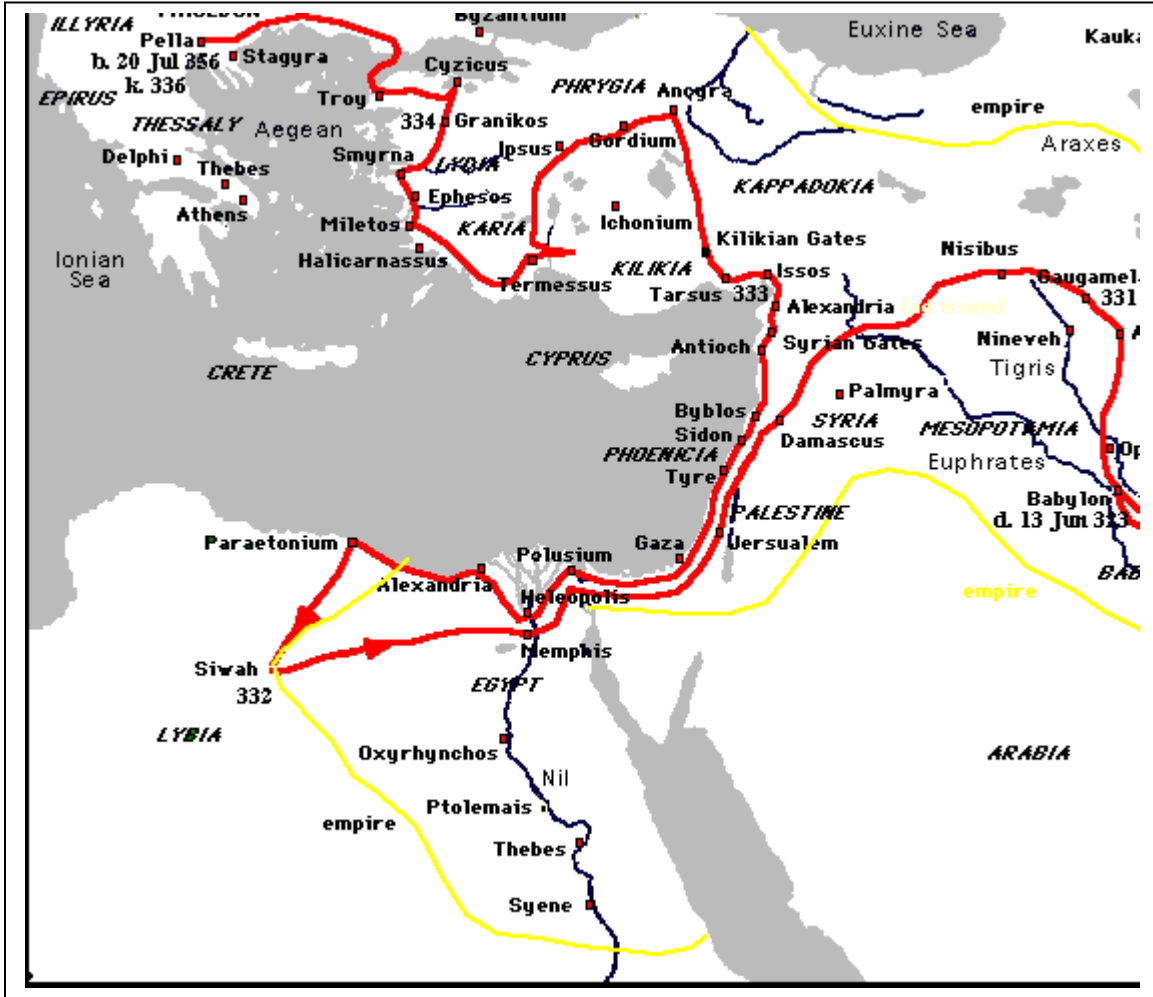 Byzantium
ILLYRIA
Euxine Sea
Kauka
Pella
b. 20 Jul 356
k. 336
Stagyra
Cyzicus
EPIRUS
Troy
PHRYGIA
Ancyra
empire
THESSALY
Aegean
334
Granikos
Gordium
Araxes
Delphi
Smyrna
LYDIA
Ipsus
Thebes
Ephesos
KAPPADOKIA
Athens
Ichonium
Miletos
KARIA
Kilikian Gates
Ionian
Sea
Halicarnassus
Nisibus
Termessus
KILIKIA
Issos
Gaugamel
Tarsus 333
331
Alexandria
Nineveh
A
Antioch
Syrian Gates
CRETE
CYPRUS
Tigris
Palmyra
Byblos
SYRIA
MESOPOTAMIA
Sidon
Damascus
PHOENICIA
Euphrates
Op
Tyre
Babylon
d. 13 Jun 323
PALESTINE
Paraetonium
Polusium
Gaza
Jersualem
BAB
Alexandria
Heleopolis
empire
Memphis
Siwah
332
EGYPT
LYBIA
Oxyrhynchos
ARABIA
Nil
Ptolemais
empire
Thebes
Syene